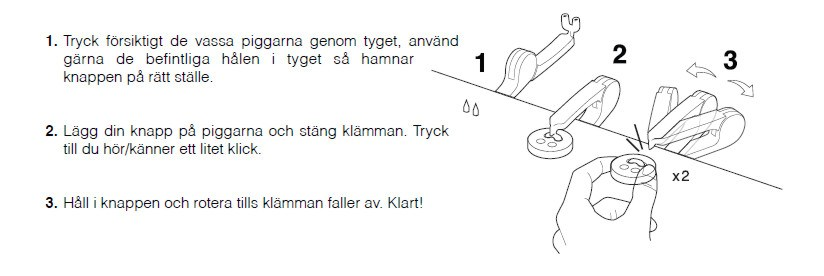 1. Tryck försiktigt de vassa piggarna genom tyget, använd
gärna de befintliga hålen i tyget så hamnar
knappen på rätt ställe.
2. Lägg din knapp på piggarna och stäng klämman. Tryck
till du hör/känner ett litet klick.
3. Håll i knappen och rotera tills klämman faller av. Klart!
1
2
3
x2